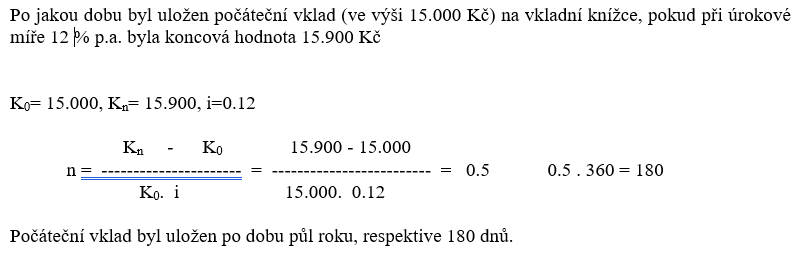 Po jakou dobu byl uložen počáteční vklad (ve výši 15.000 Kč) na vkladní knížce, pokud při úrokové
míře 12 % p.a. byla koncová hodnota 15.900 Kč
K0= 15.000, Kn= 15.900, i=0.12
Kn - K0 15.900 - 15.000
n = ---------------------- = ------------------------- = 0.5 0.5 . 360 = 180
K0. i 15.000. 0.12
Počáteční vklad byl uložen po dobu půl roku, respektive 180 dnů.